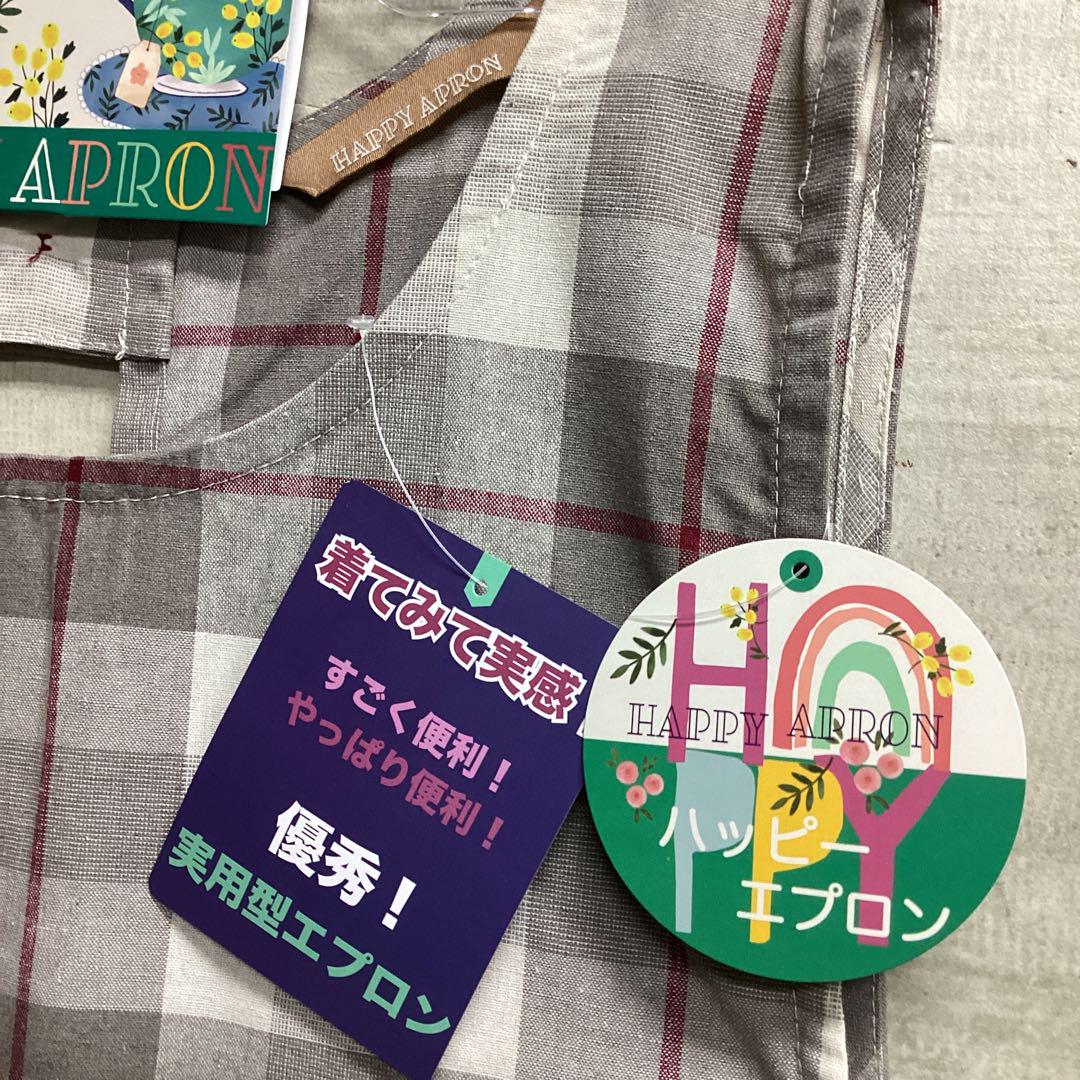 APRON
HAPPY APRON
着てみて実感
すごく便利！
やっぱり便利！
優秀！
実用型エプロン
HAPPY
HAPPY APRON
ハッピー
エプロン